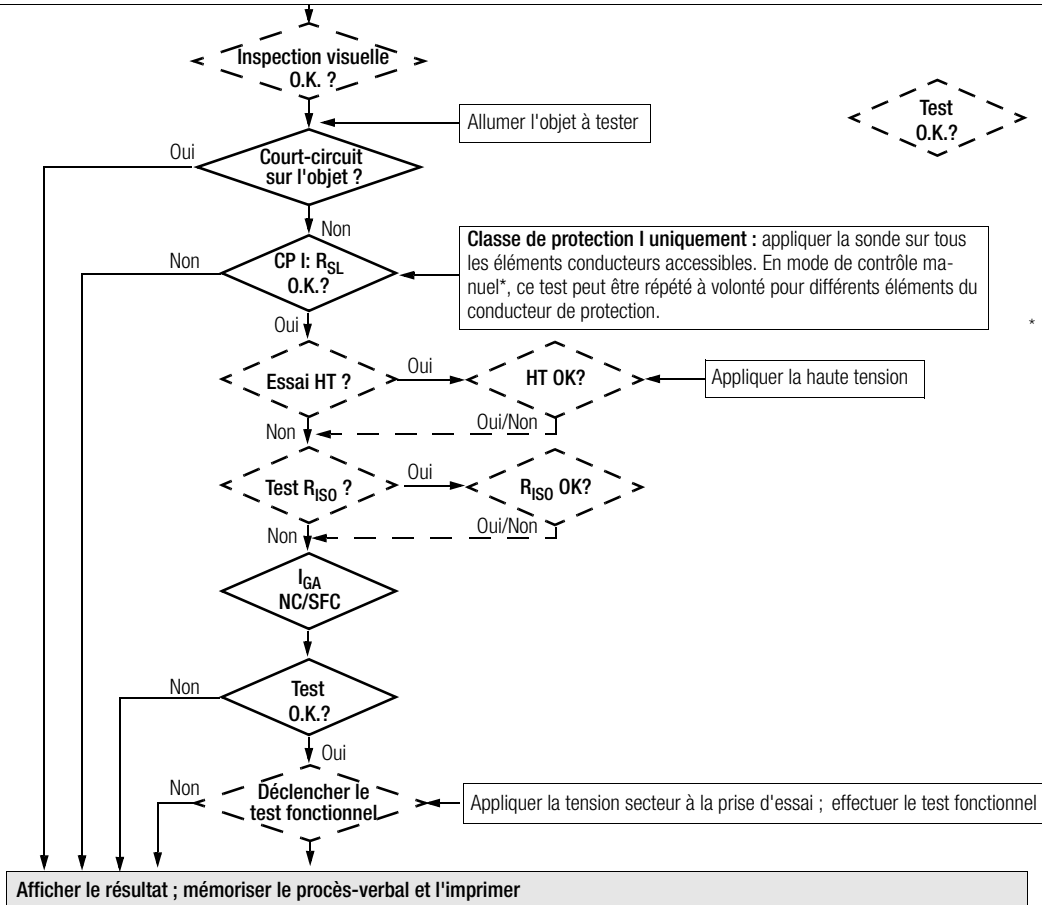 Inspection visuelle
O.K. ?
Test
O.K.?
Allumer l'objet à tester
Oui
Court-circuit
sur l'objet ?
Non
Non
CP I: RSL
O.K.?
Classe de protection I uniquement : appliquer la sonde sur tous
les éléments conducteurs accessibles. En mode de contrôle ma-
nuel*, ce test peut être répété à volonté pour différents éléments du
conducteur de protection.
*
Oui
Essai HT ?
Oui
HT OK?
Appliquer la haute tension
Non
Oui/Non
Test RISO ?
Oui
RISO OK?
Non
Oui/Non
IGA
NC/SFC
Non
Test
O.K.?
Oui
Non
Déclencher le
test fonctionnel
Appliquer la tension secteur à la prise d'essai ; effectuer le test fonctionnel
Afficher le résultat ; mémoriser le procès-verbal et l'imprimer